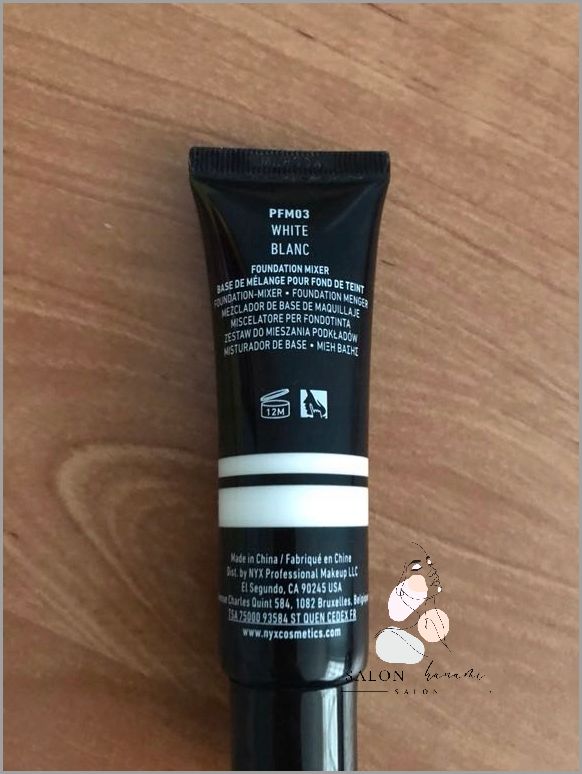 PFM03
WHITE
BLANC
FOUNDATION MIXER
BASE DE MÉLANGE POUR FOND DE TEINT
FOUNDATION-MIXER • FOUNDATION MENGER
MEZCLADOR DE BASE DE MAQUILLAJE
MISCELATORE PER FONDOTINTA
ZESTAW DO MIESZANIA PODKŁADÓW
MISTURADOR DE BASE • ΜΙΞΗ ΒΑΣΗΣ
12M
Made in China / Fabriqué en Chine
Dist. by NYX Professional Makeup LLC
El Segundo, CA 90245 USA
Charles Quint 584, 1082 Bruxelles,
TSA 75000 93584 ST OUEN CEDEX FR
www.nyxcosmetics.com
SALON hanami
SALON